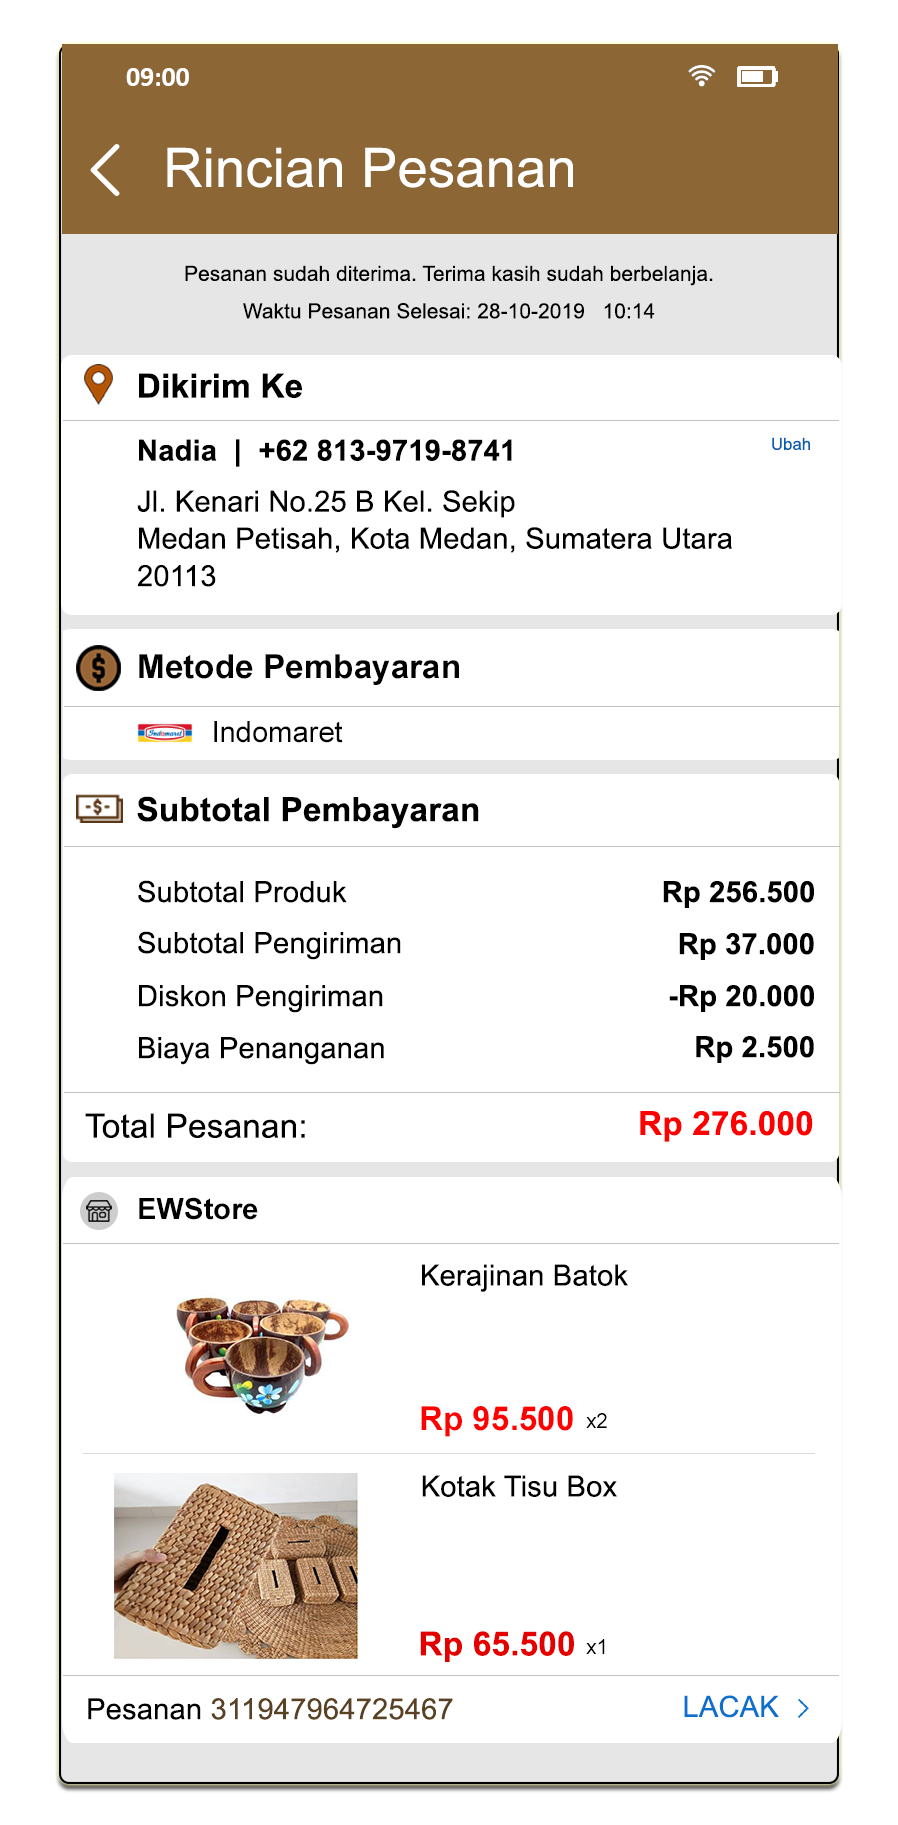 09:00
Rincian Pesanan
Pesanan sudah diterima. Terima kasih sudah berbelanja.
Waktu Pesanan Selesai: 28-10-2019 10:14
Dikirim Ke
Nadia | +62 813-9719-8741 Ubah
Jl. Kenari No.25 B Kel. Sekip
Medan Petisah, Kota Medan, Sumatera Utara
20113
Metode Pembayaran
Indomaret Indomaret
Subtotal Pembayaran
Subtotal Produk Rp 256.500
Subtotal Pengiriman Rp 37.000
Diskon Pengiriman -Rp 20.000
Biaya Penanganan Rp 2.500
Total Pesanan: Rp 276.000
EWStore
Kerajinan Batok
Rp 95.500 x2
Kotak Tisu Box
Rp 65.500 x1
Pesanan 311947964725467 LACAK >